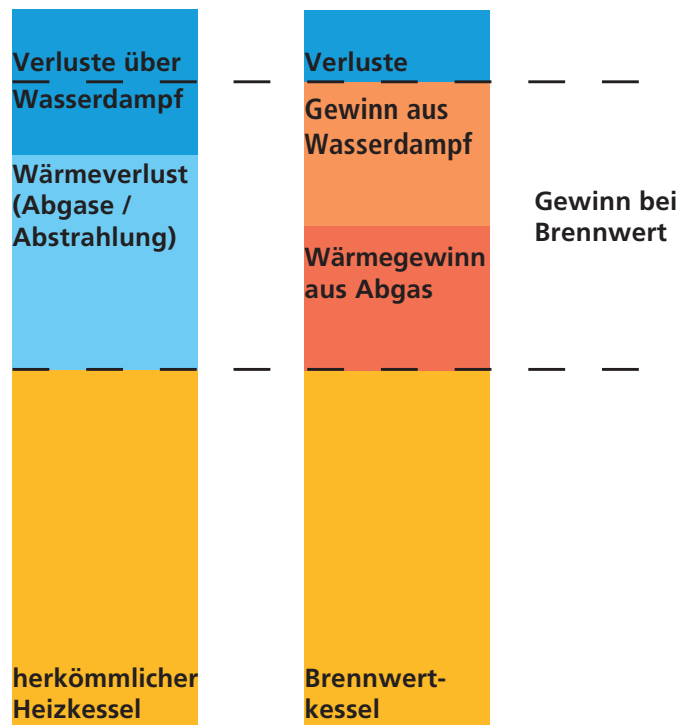 Verluste über
Wasserdampf
Wärmeverlust
(Abgase /
Abstrahlung)
herkömmlicher
Heizkessel
Verluste
Gewinn aus
Wasserdampf
Wärmegewinn
aus Abgas
Brennwert-
kessel
Gewinn bei
Brennwert